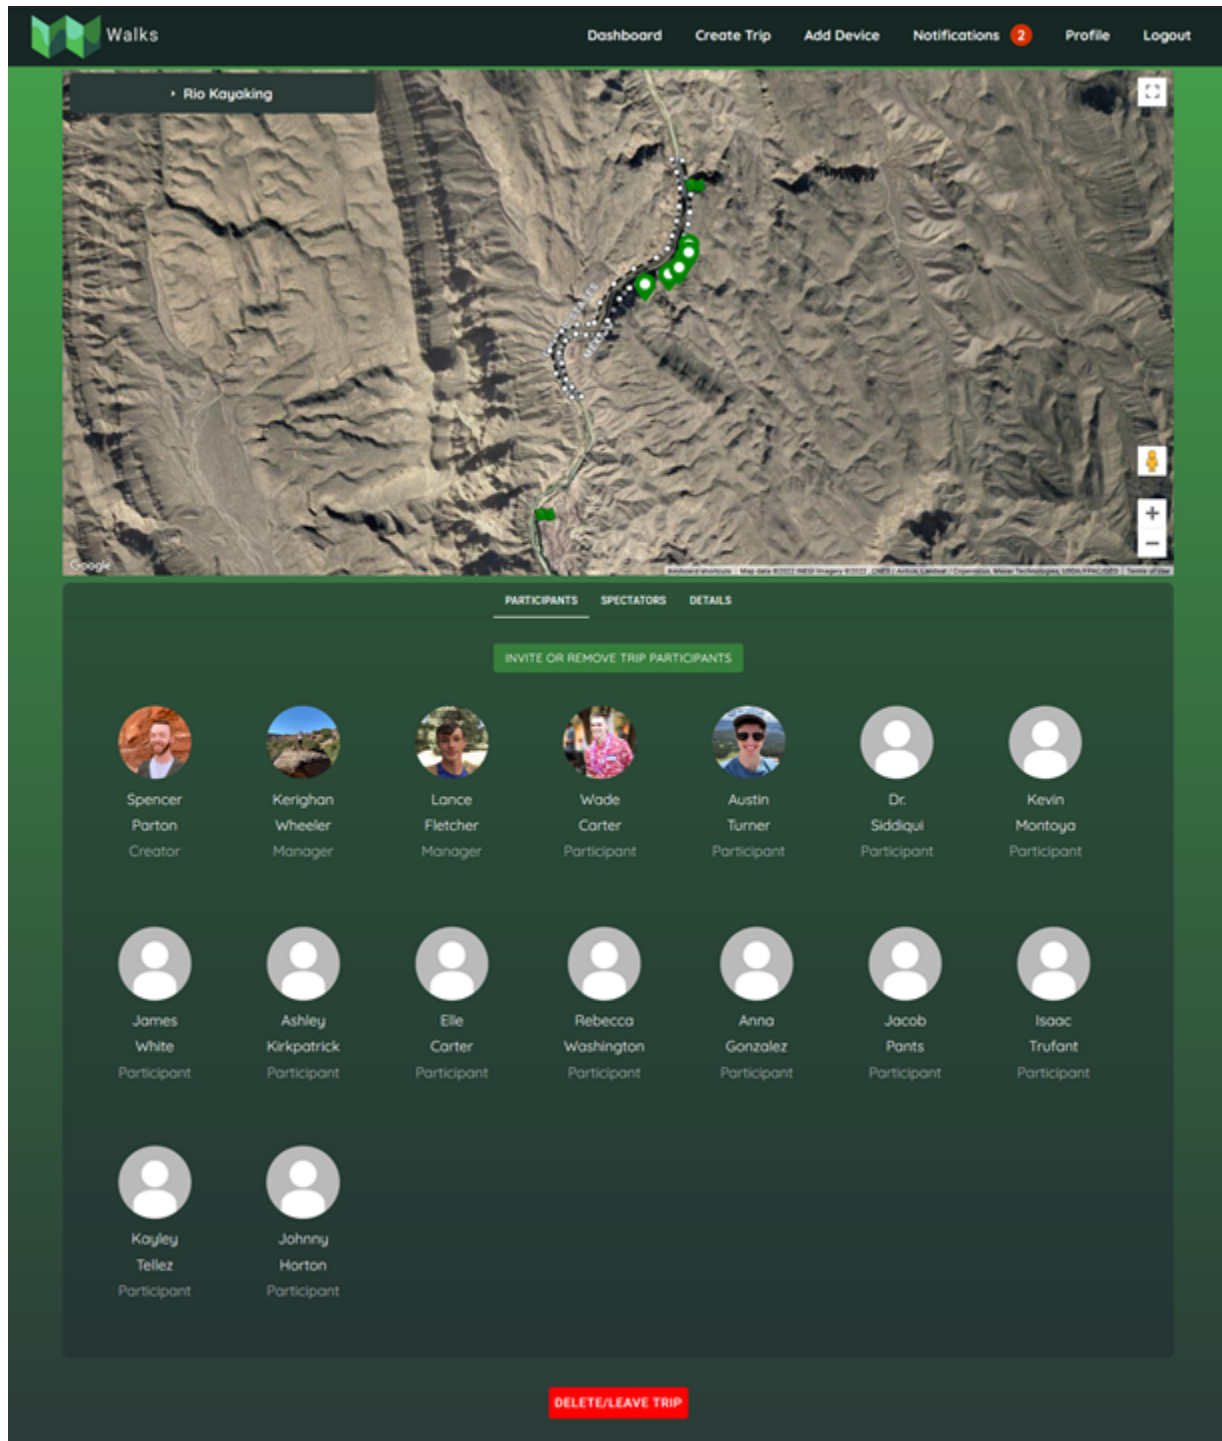 Walks
Dashboard Create Trip Add Device Notifications 2 Profile Logout
Rio Kayaking
Google
PARTICIPANTS SPECTATORS DETAILS
INVITE OR REMOVE TRIP PARTICIPANTS
Spencer Kerighan Lance Wade Austin Dr. Kevin
Parton Wheeler Fletcher Carter Turner Siddiqui Montoya
Creator Manager Manager Participant Participant Participant Participant
James Ashley Elle Rebecca Anna Jacob Isaac
White Kirkpatrick Carter Washington Gonzalez Pants Trufant
Participant Participant Participant Participant Participant Participant Participant
Kayley Johnny
Tellez Horton
Participant Participant
DELETE/LEAVE TRIP